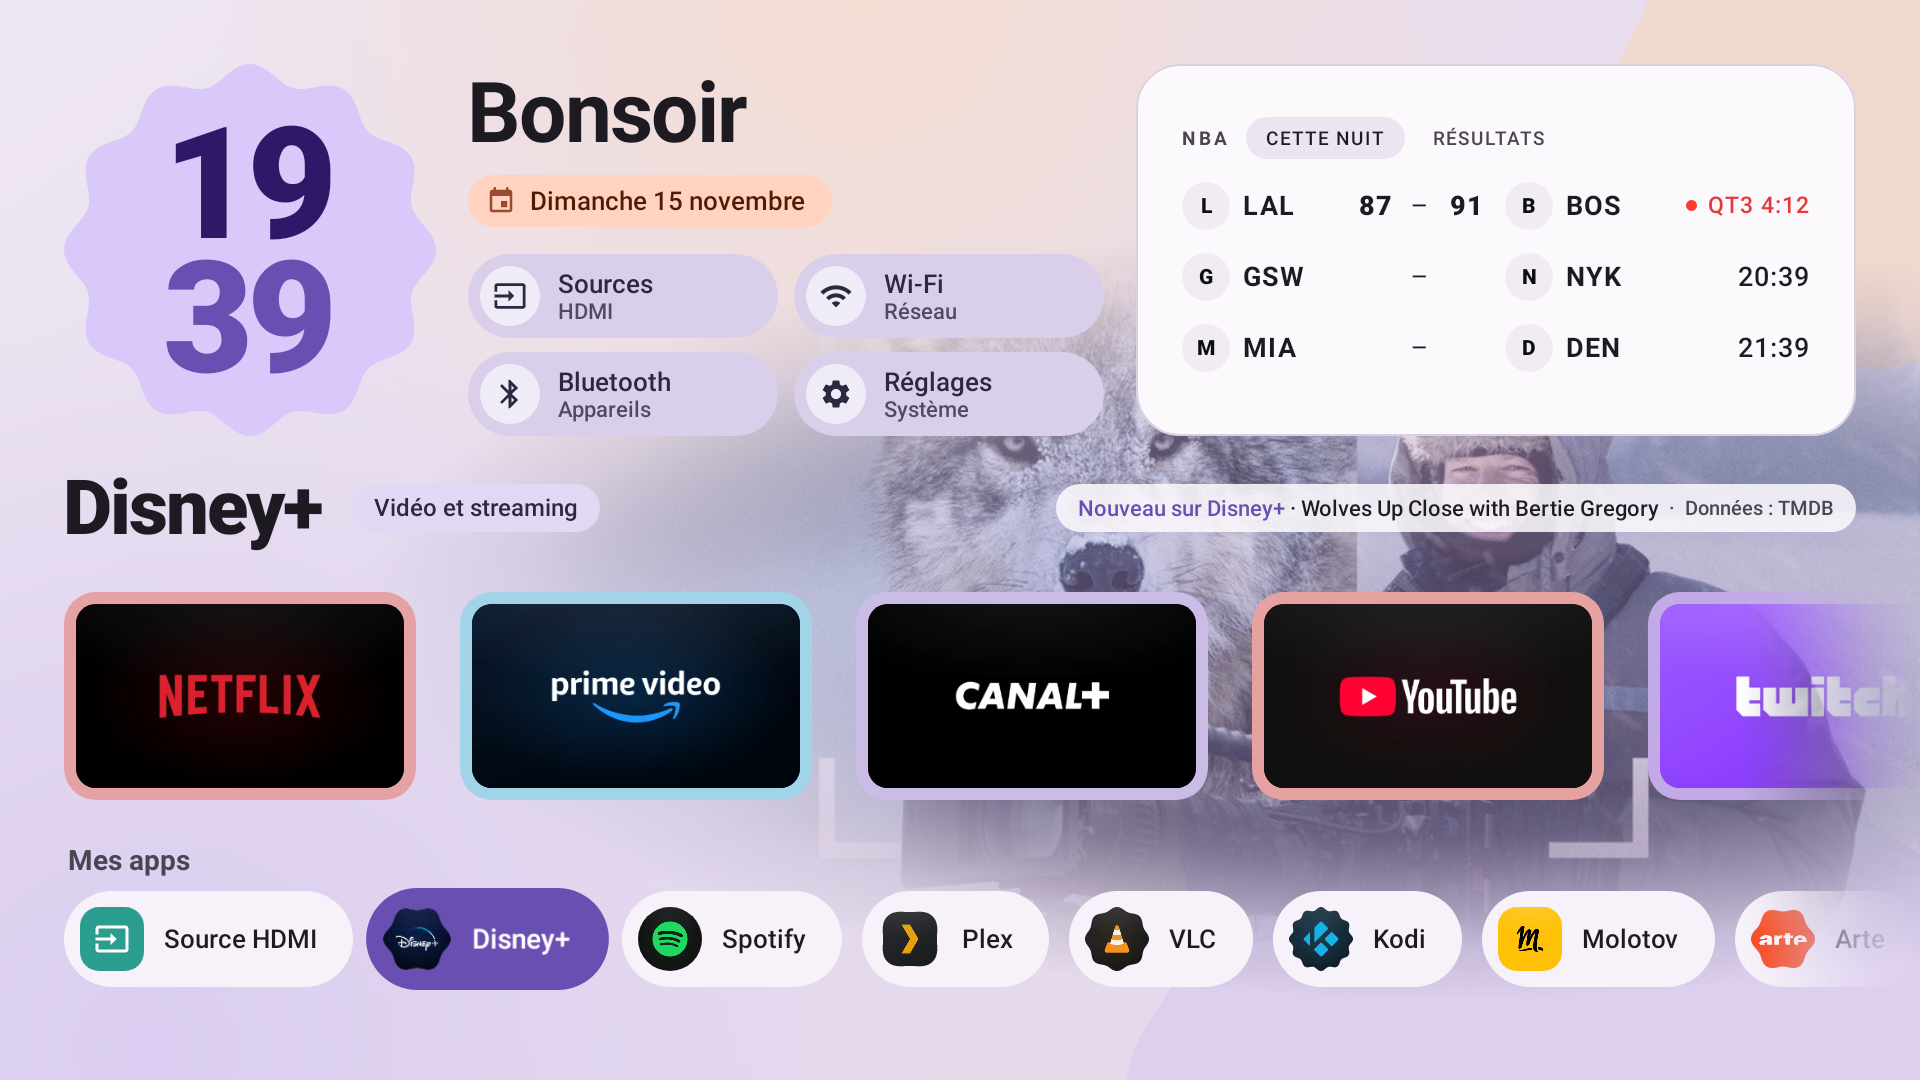 19
39
Bonsoir
Dimanche 15 novembre
Sources
HDMI
Wi-Fi
Réseau
Bluetooth
Appareils
Réglages
Système
NBA CETTE NUIT RÉSULTATS
L LAL 87 – 91 B BOS QT3 4:12
G GSW – N NYK 20:39
M MIA – D DEN 21:39
Disney+ Vidéo et streaming
Nouveau sur Disney+ · Wolves Up Close with Bertie Gregory · Données : TMDB
NETFLIX
prime video
CANAL+
YouTube
twitch
Mes apps
Source HDMI
Disney+ Disney+
Spotify
Plex
VLC
Kodi
M Molotov
arte Arte